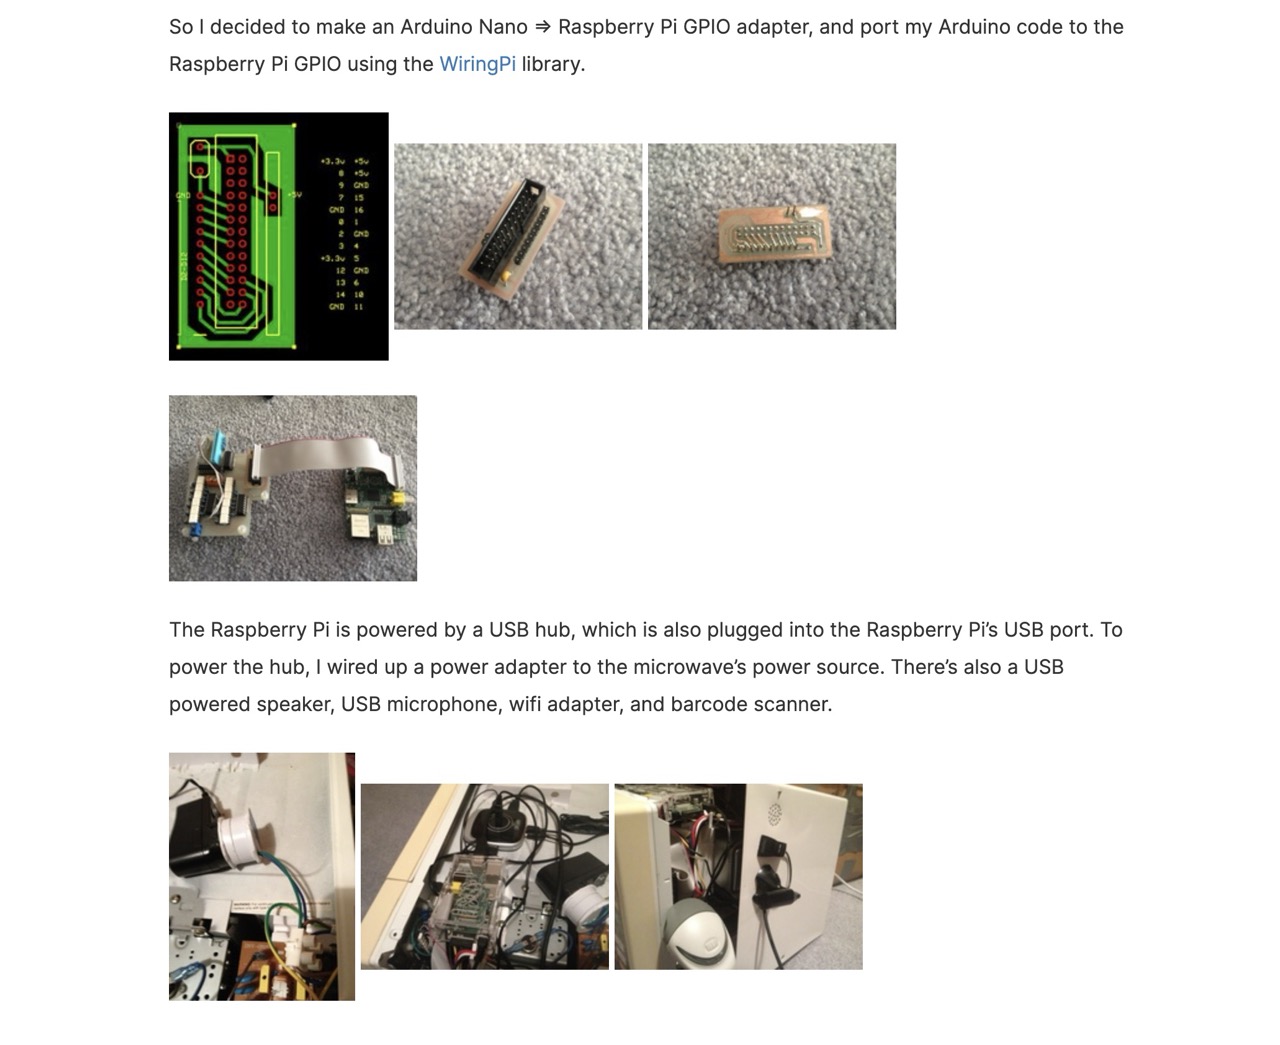 So I decided to make an Arduino Nano ⇒ Raspberry Pi GPIO adapter, and port my Arduino code to the
Raspberry Pi GPIO using the WiringPi library.
+3.3v +5v
8 +5v
9 GND
GND +5V 7 15
GND 16
0 1
2 GND
3 4
+3.3v 5
12 GND
13 6
14 10
GND 11
The Raspberry Pi is powered by a USB hub, which is also plugged into the Raspberry Pi’s USB port. To
power the hub, I wired up a power adapter to the microwave’s power source. There’s also a USB
powered speaker, USB microphone, wifi adapter, and barcode scanner.